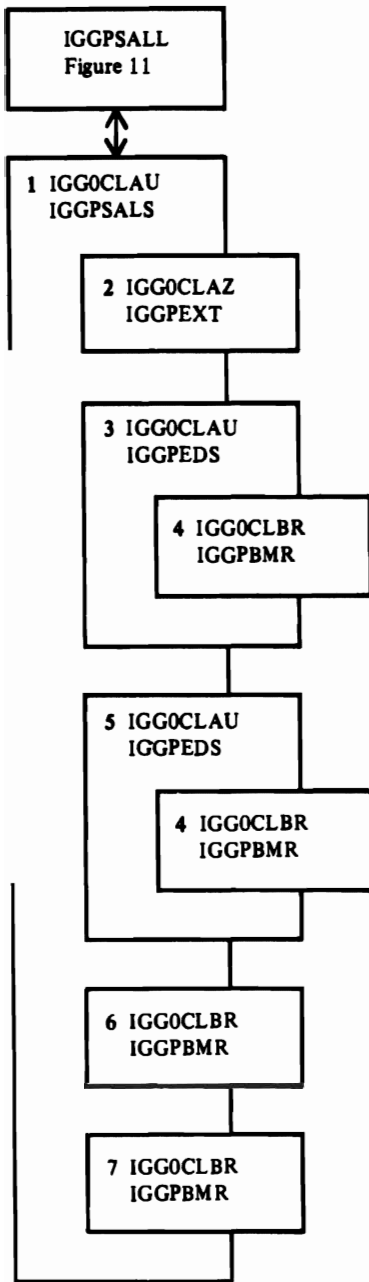 IGGPSALL
Figure 11
1 IGG0CLAU
IGGPSALS
2 IGG0CLAZ
IGGPEXT
3 IGG0CLAU
IGGPEDS
4 IGG0CLBR
IGGPBMR
5 IGG0CLAU
IGGPEDS
4 IGG0CLBR
IGGPBMR
6 IGG0CLBR
IGGPBMR
7 IGG0CLBR
IGGPBMR